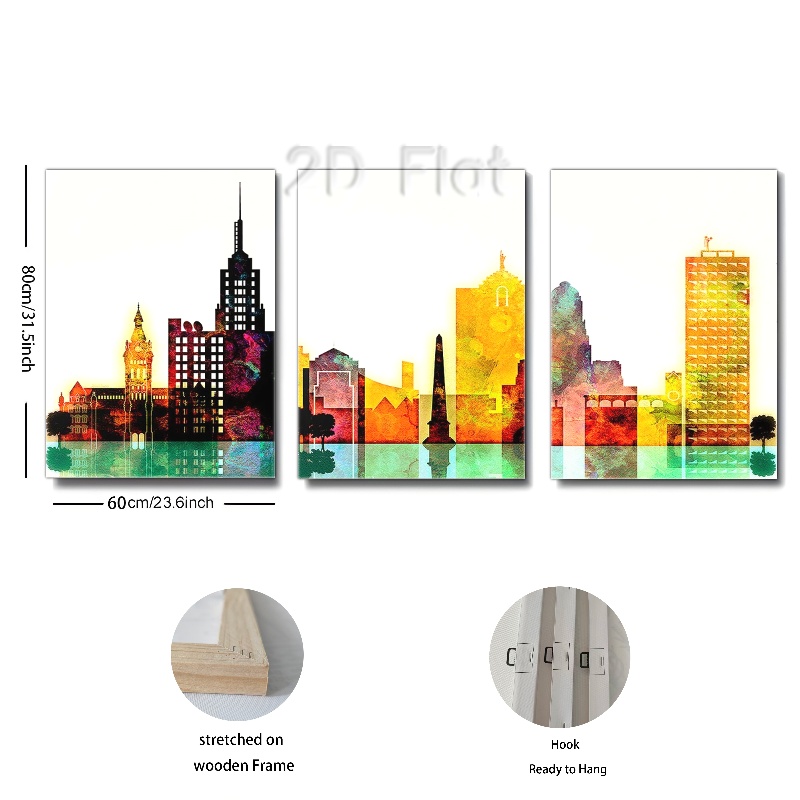 2D Flat
80cm/31.5inch
60cm/23.6inch
stretched on
wooden Frame
Hook
Ready to Hang